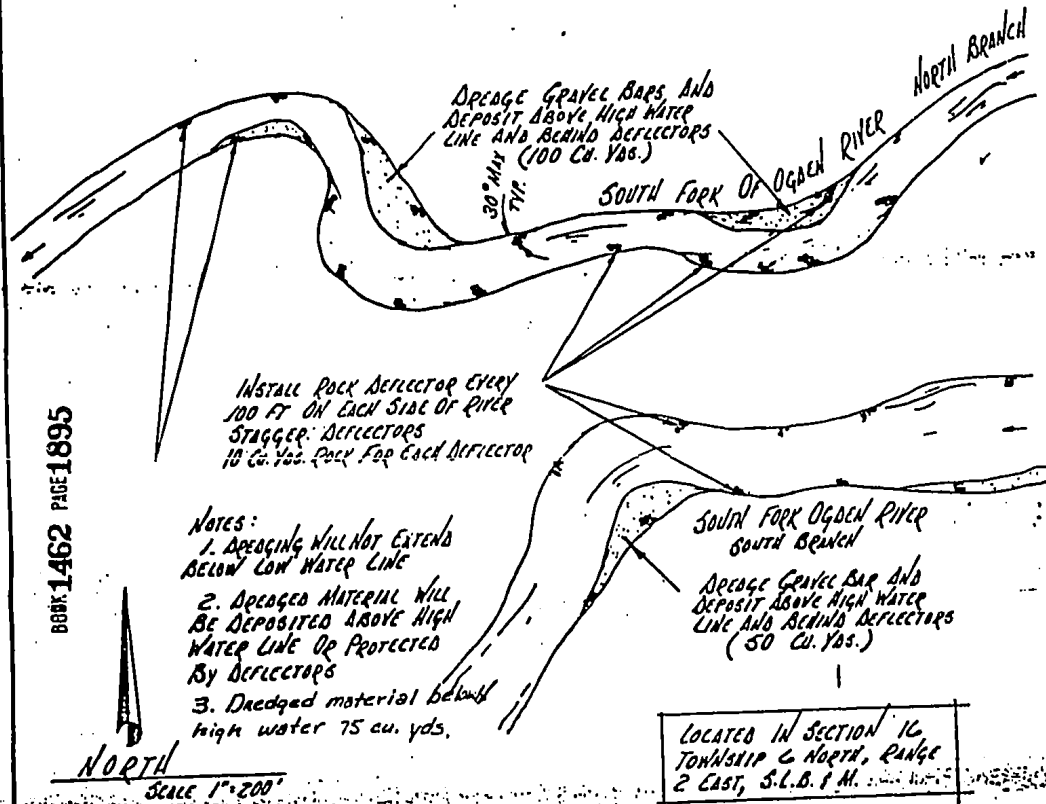 NORTH BRANCH
DREDGE GRAVEL BARS, AND
DEPOSIT ABOVE HIGH WATER
LINE AND BEHIND DEFLECTORS
(100 CU. YDS.)
30° MAX
TYP.
SOUTH FORK OF OGDEN RIVER
INSTALL ROCK DEFLECTOR EVERY
100 FT ON EACH SIDE OF RIVER
STAGGER DEFLECTORS
10 CU. YDS. ROCK FOR EACH DEFLECTOR
BOOK 1462 PAGE 1895
NOTES:
1. DREDGING WILL NOT EXTEND
BELOW LOW WATER LINE
2. DREDGED MATERIAL WILL
BE DEPOSITED ABOVE HIGH
WATER LINE OR PROTECTED
BY DEFLECTORS
3. Dredged material below
high water 75 cu. yds.
SOUTH FORK OGDEN RIVER
SOUTH BRANCH
DREDGE GRAVEL BAR AND
DEPOSIT ABOVE HIGH WATER
LINE AND BEHIND DEFLECTORS
(50 CU. YDS.)
NORTH
SCALE 1"=200'
LOCATED IN SECTION 16
TOWNSHIP 6 NORTH, RANGE
2 EAST, S.L.B. & M.